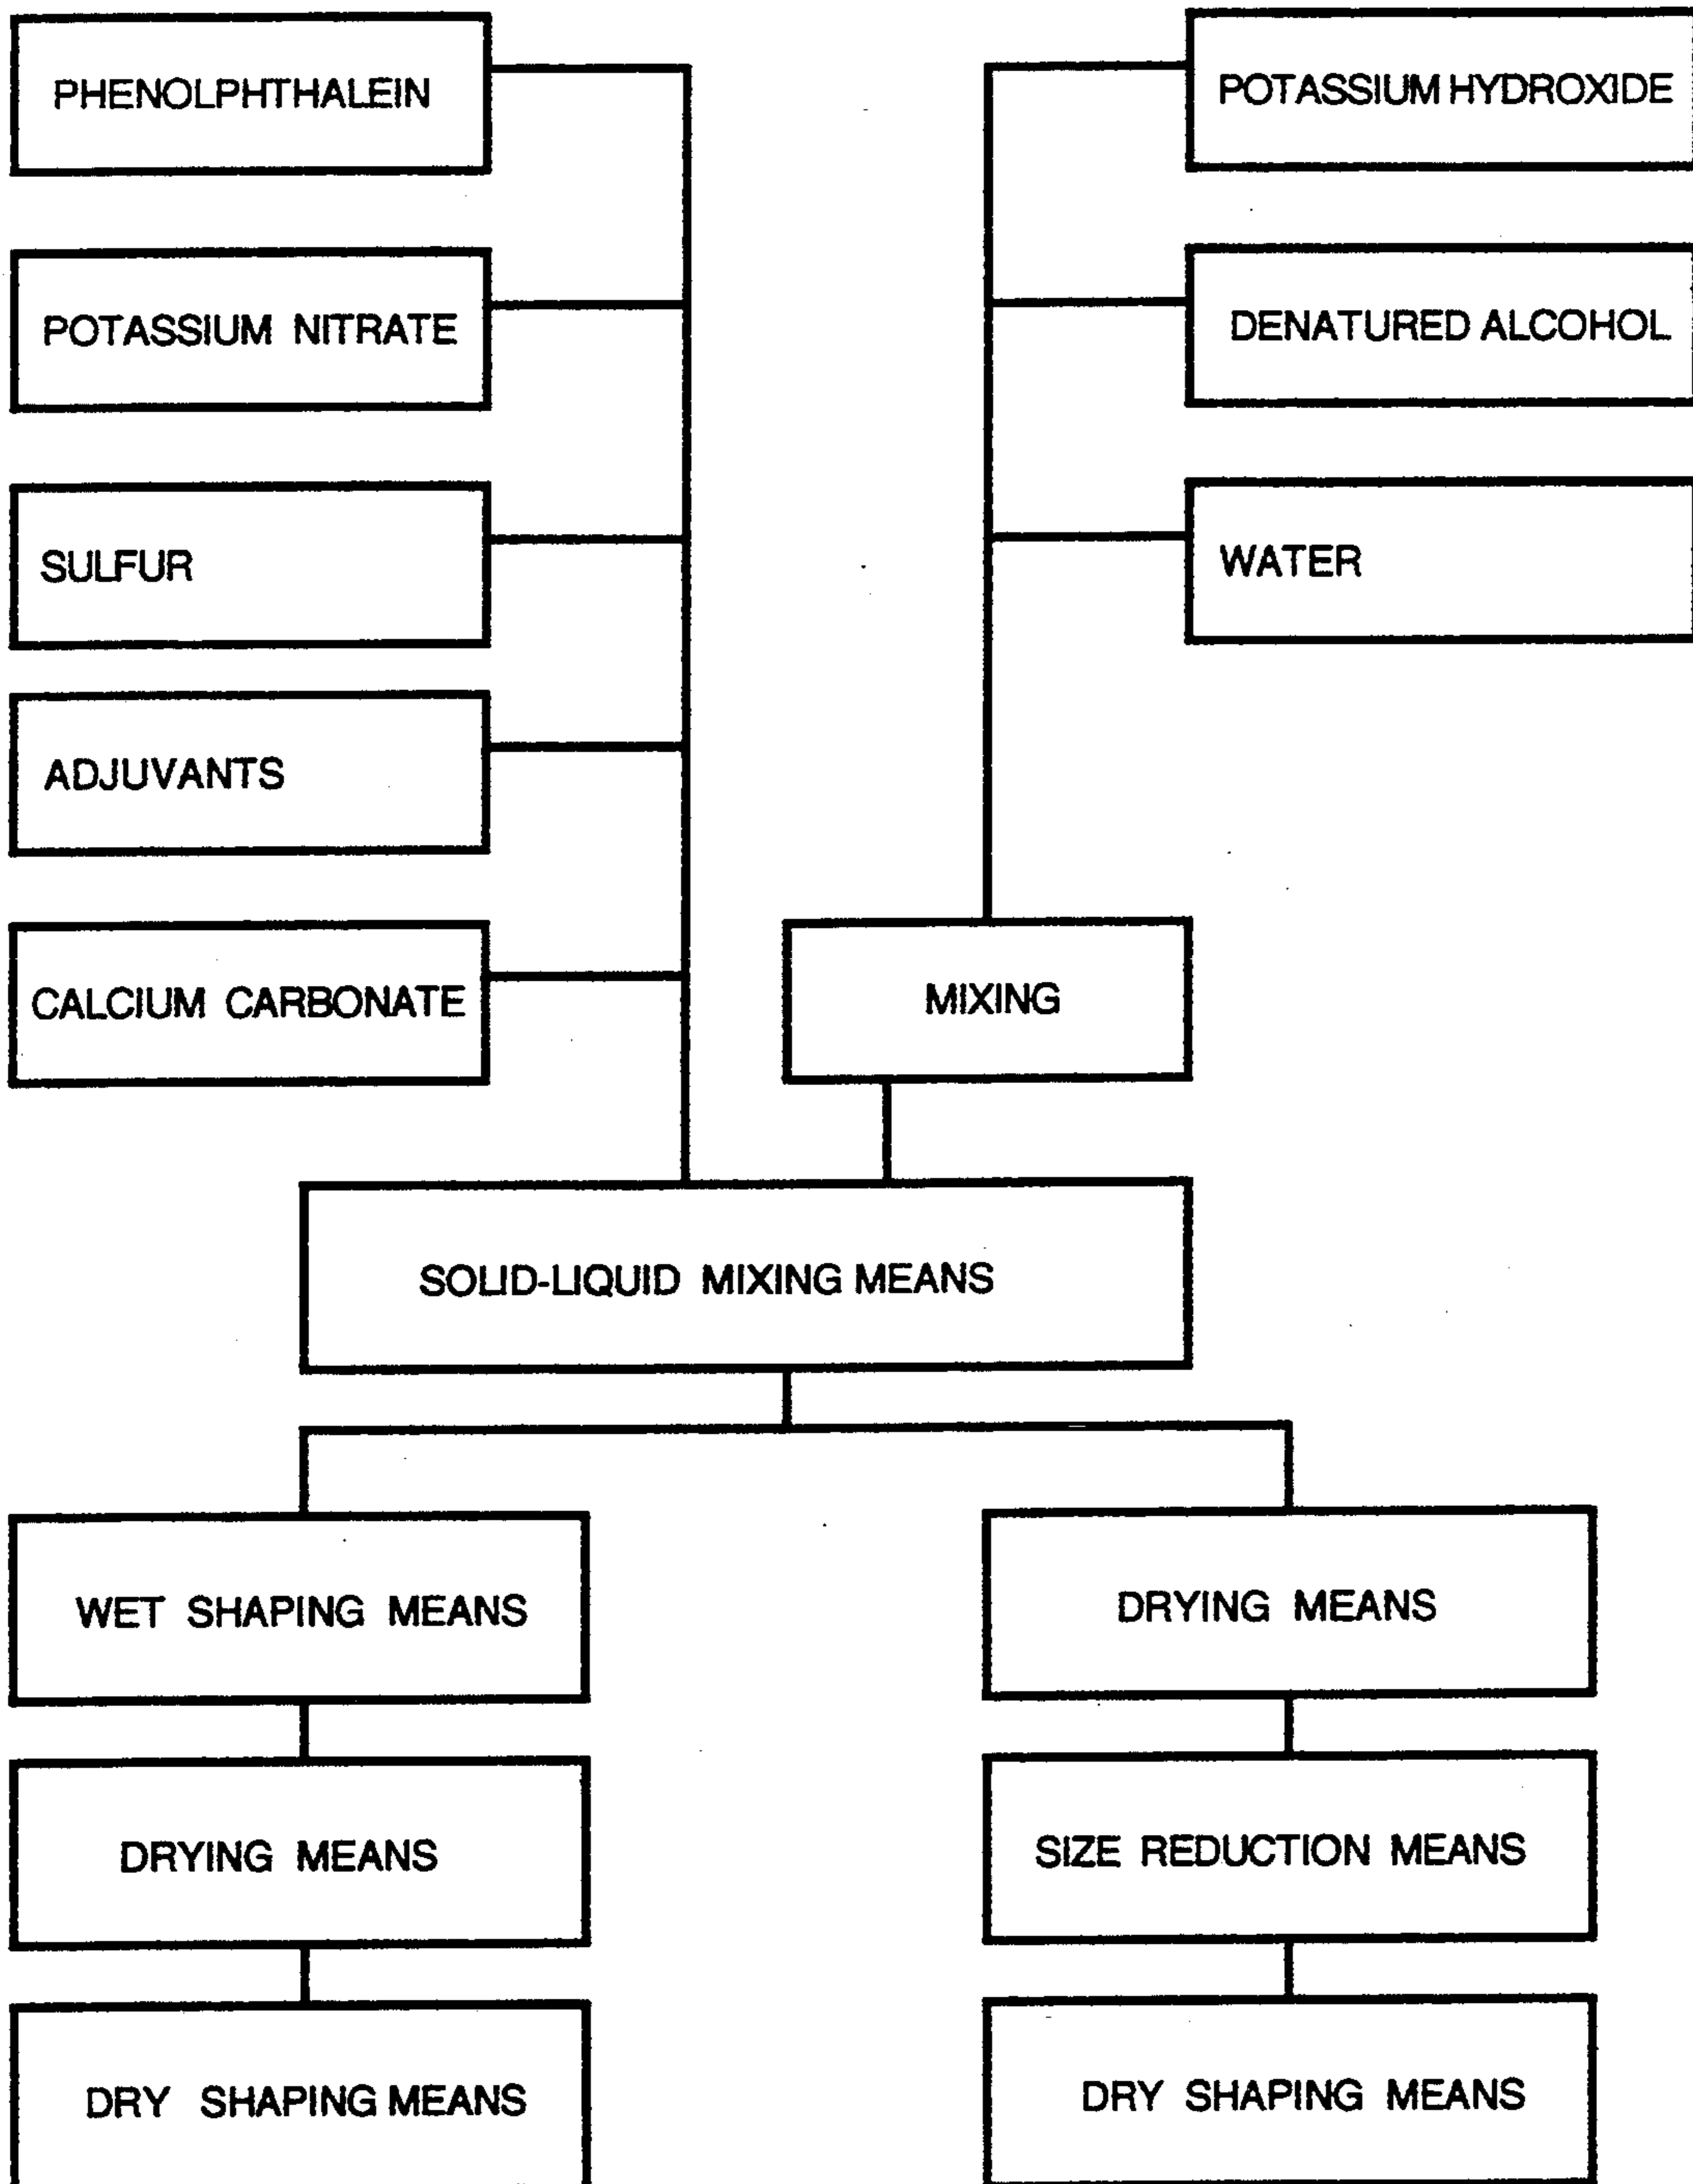 PHENOLPHTHALEIN
POTASSIUM HYDROXIDE
POTASSIUM NITRATE
DENATURED ALCOHOL
SULFUR
WATER
ADJUVANTS
CALCIUM CARBONATE
MIXING
SOLID-LIQUID MIXING MEANS
WET SHAPING MEANS
DRYING MEANS
DRYING MEANS
SIZE REDUCTION MEANS
DRY SHAPING MEANS
DRY SHAPING MEANS